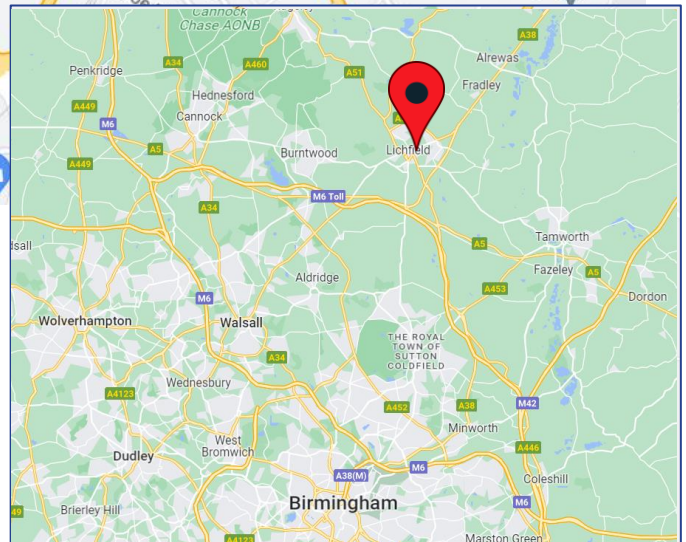 Cannock
Chase AONB
A38
Alrewas
A34
A460
A51
Penkridge
Fradley
A449
Hednesford
Cannock
M6
A5
Burntwood
Lichfield
A449
M6 Toll
A34
Tamworth
A5
Aldridge
Fazeley
A5
A453
M6
Dordon
Wolverhampton
Walsall
THE ROYAL
TOWN OF
SUTTON
COLDFIELD
A34
Wednesbury
A4123
A452
A38
M42
Minworth
West
Bromwich
A446
Dudley
M6
A38(M)
Coleshill
M6
Birmingham
Brierley Hill
A4123
Marston Green